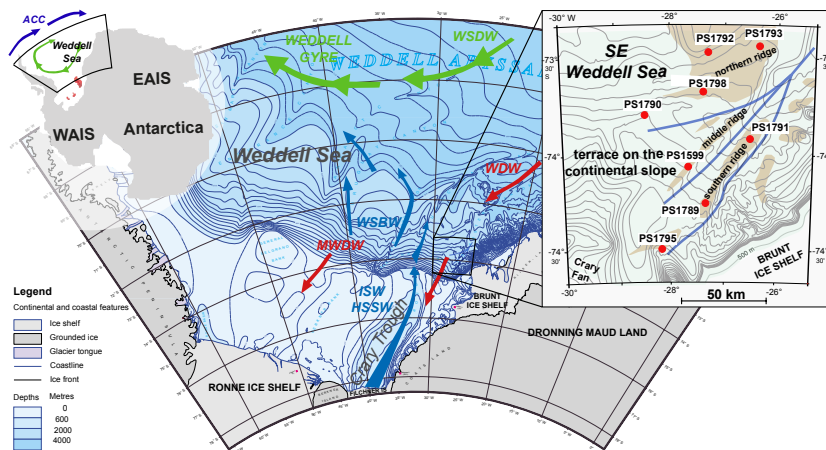 ACC
Weddell
Sea
EAIS
WAIS
Antarctica
WEDDELL
GYRE
WSDW
WEDDELL ABYSSA
Weddell Sea
WDW
WSBW
MWDW
ISW
HSSW
Crary Trough
BRUNT
ICE SHELF
DRONNING MAUD LAND
RONNE ICE SHELF
Legend
Continental and coastal features
Ice shelf
Grounded ice
Glacier tongue
Coastline
Ice front
Depths Metres
0
600
2000
4000
-30° -28° -26°
-73°
30'
-74°
-74°
30'
SE
Weddell Sea
PS1792
PS1793
northern ridge
PS1798
PS1790
middle ridge
PS1791
terrace on the
continental slope
PS1599
southern ridge
PS1789
PS1795
500 m
Crary
Fan
BRUNT
ICE SHELF
-30° -28° -26°
50 km